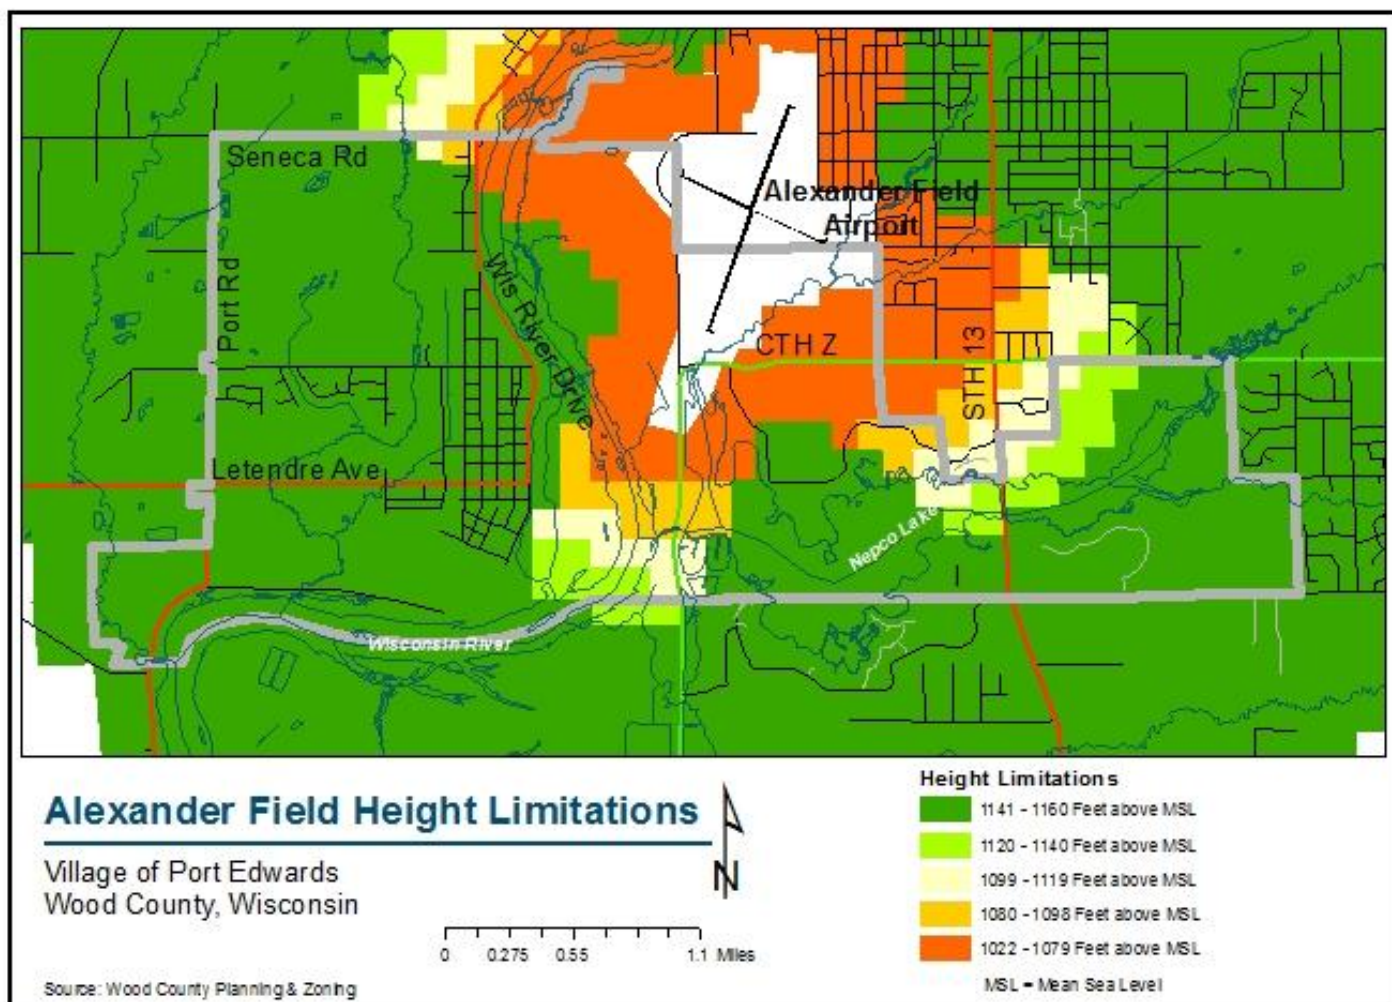 Seneca Rd
Alexander Field
Airport
Port Rd
Wis River Drive
CTH Z
STH 13
Letendre Ave
Nepco Lake
Wisconsin River
Alexander Field Height Limitations
Village of Port Edwards
Wood County, Wisconsin
N
0 0.275 0.55 1.1 Miles
Source: Wood County Planning & Zoning
Height Limitations
1141 - 1160 Feet above MSL
1120 - 1140 Feet above MSL
1099 - 1119 Feet above MSL
1080 - 1098 Feet above MSL
1022 - 1079 Feet above MSL
MSL = Mean Sea Level